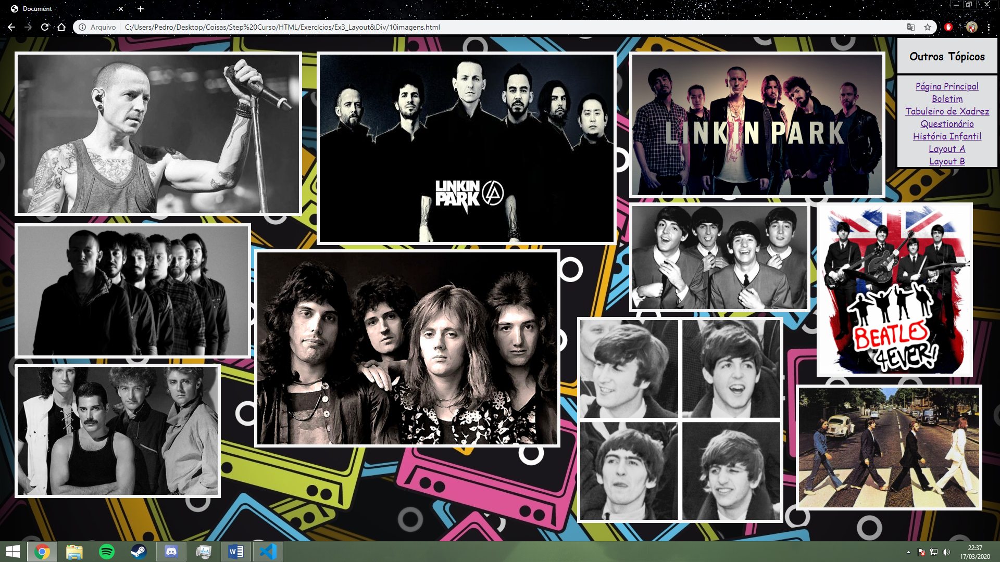 Document
Arquivo
C:/Users/Pedro/Desktop/Coisas/Step%20Curso/HTML/Exercícios/Ex3_Layout&Div/10imagens.html
LINKIN
PARK
LINKIN PARK
Outros Tópicos
Página Principal
Boletim
Tabuleiro de Xadrez
Questionário
História Infantil
Layout A
Layout B
BEATLES
4EVER!
22:37
17/03/2020